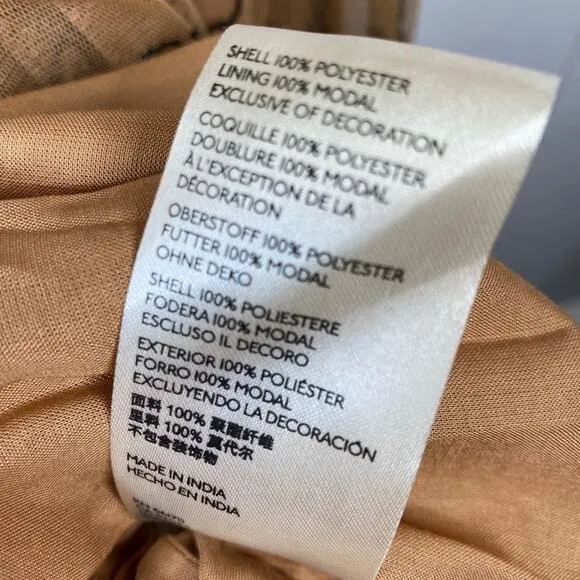 SHELL 100% POLYESTER
LINING 100% MODAL
EXCLUSIVE OF DECORATION
COQUILLE 100% POLYESTER
DOUBLURE 100% MODAL
À L'EXCEPTION DE LA
DÉCORATION
OBERSTOFF 100% POLYESTER
FUTTER 100% MODAL
OHNE DEKO
SHELL 100% POLIESTERE
FODERA 100% MODAL
ESCLUSO IL DECORO
EXTERIOR 100% POLIÉSTER
FORRO 100% MODAL
EXCLUYENDO LA DECORACIÓN
面料 100% 聚酯纤维
里料 100% 莫代尔
不包含装饰物
MADE IN INDIA
HECHO EN INDIA